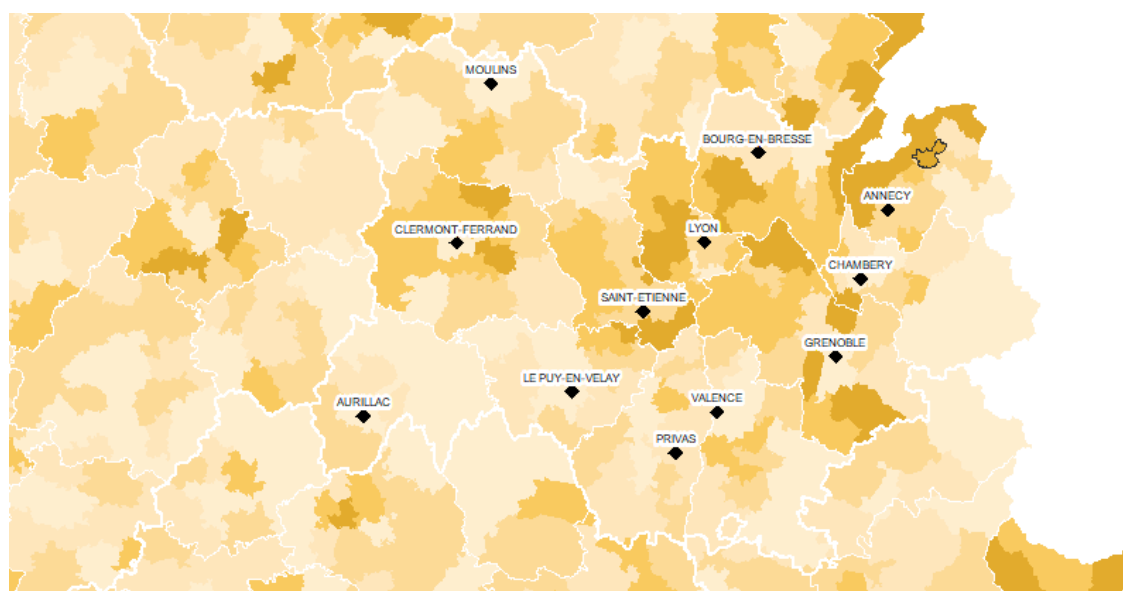 MOULINS
BOURG-EN-BRESSE
ANNECY
CLERMONT-FERRAND
LYON
CHAMBERY
SAINT-ETIENNE
GRENOBLE
LE PUY-EN-VELAY
AURILLAC
VALENCE
PRIVAS